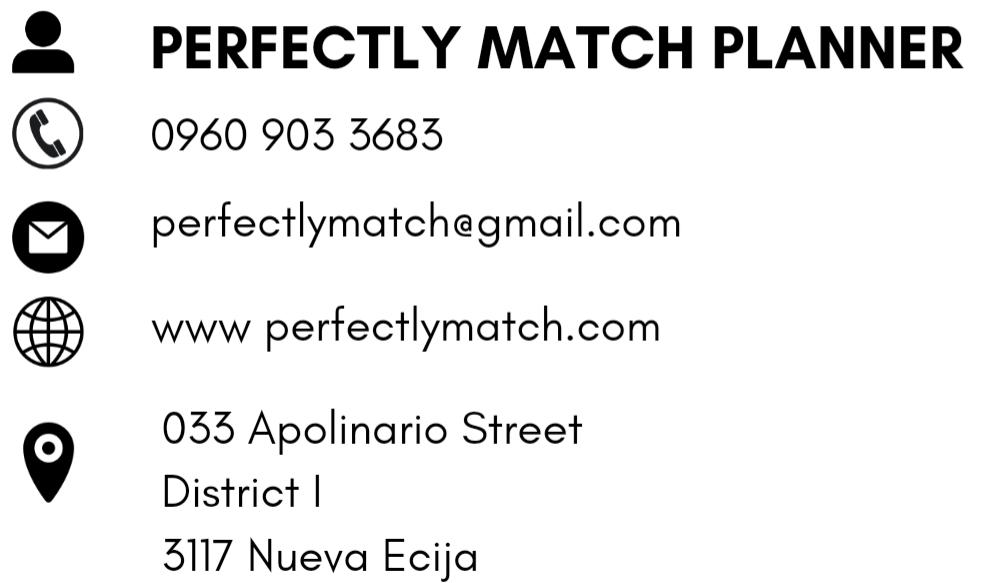 PERFECTLY MATCH PLANNER
0960 903 3683
perfectlymatch@gmail.com
www perfectlymatch.com
033 Apolinario Street
District I
3117 Nueva Ecija